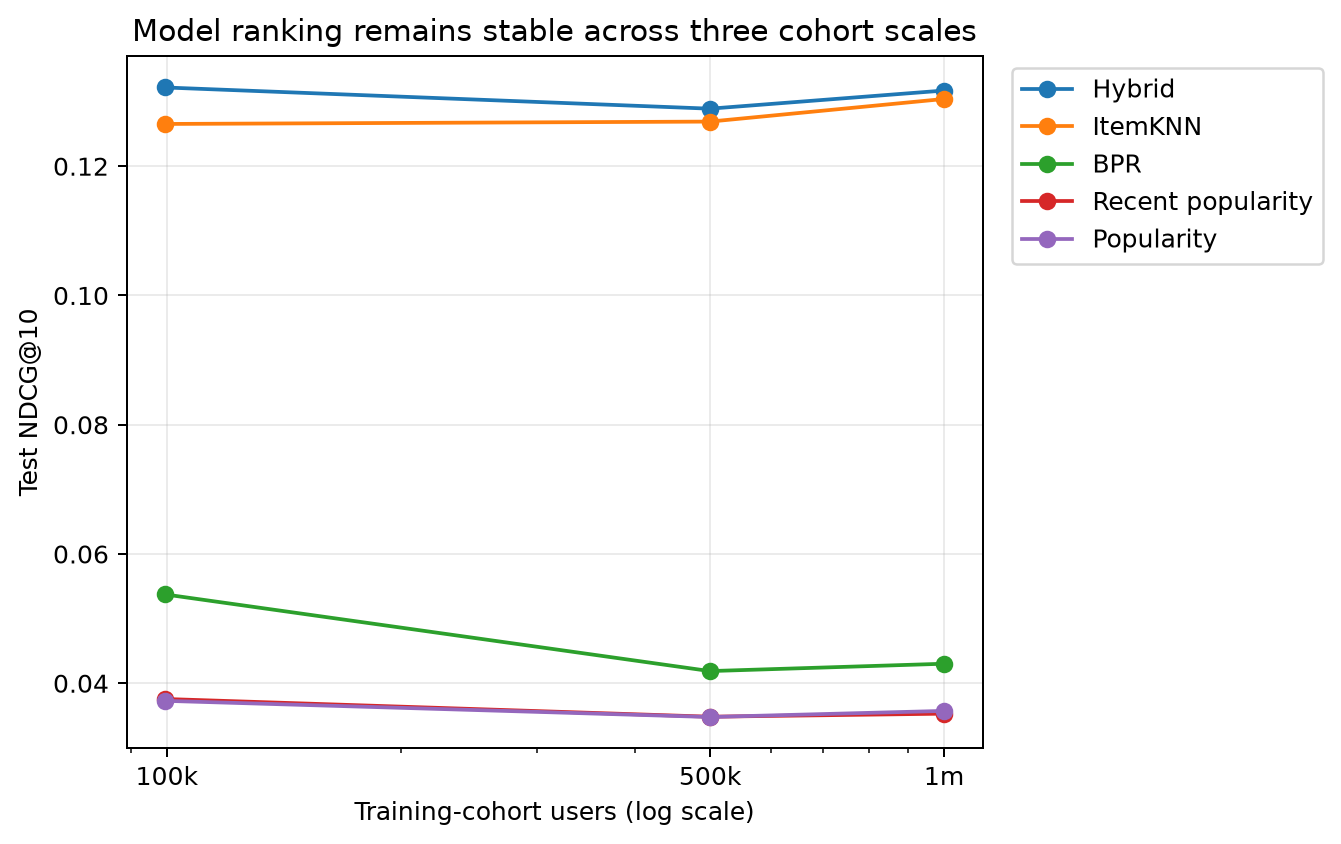 Model ranking remains stable across three cohort scales
Hybrid
ItemKNN
BPR
Recent popularity
Popularity
0.12
0.10
0.08
0.06
0.04
Test NDCG@10
100k
500k
1m
Training-cohort users (log scale)